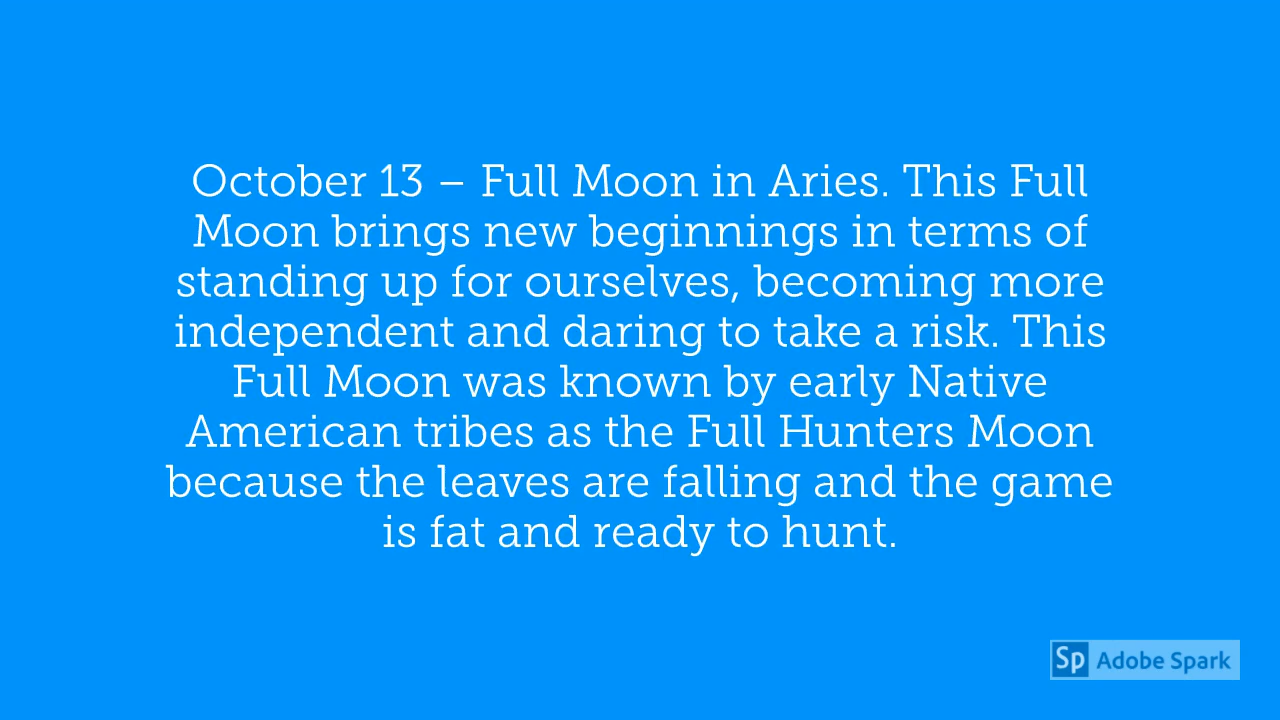 October 13 – Full Moon in Aries. This Full
Moon brings new beginnings in terms of
standing up for ourselves, becoming more
independent and daring to take a risk. This
Full Moon was known by early Native
American tribes as the Full Hunters Moon
because the leaves are falling and the game
is fat and ready to hunt.
Sp Adobe Spark